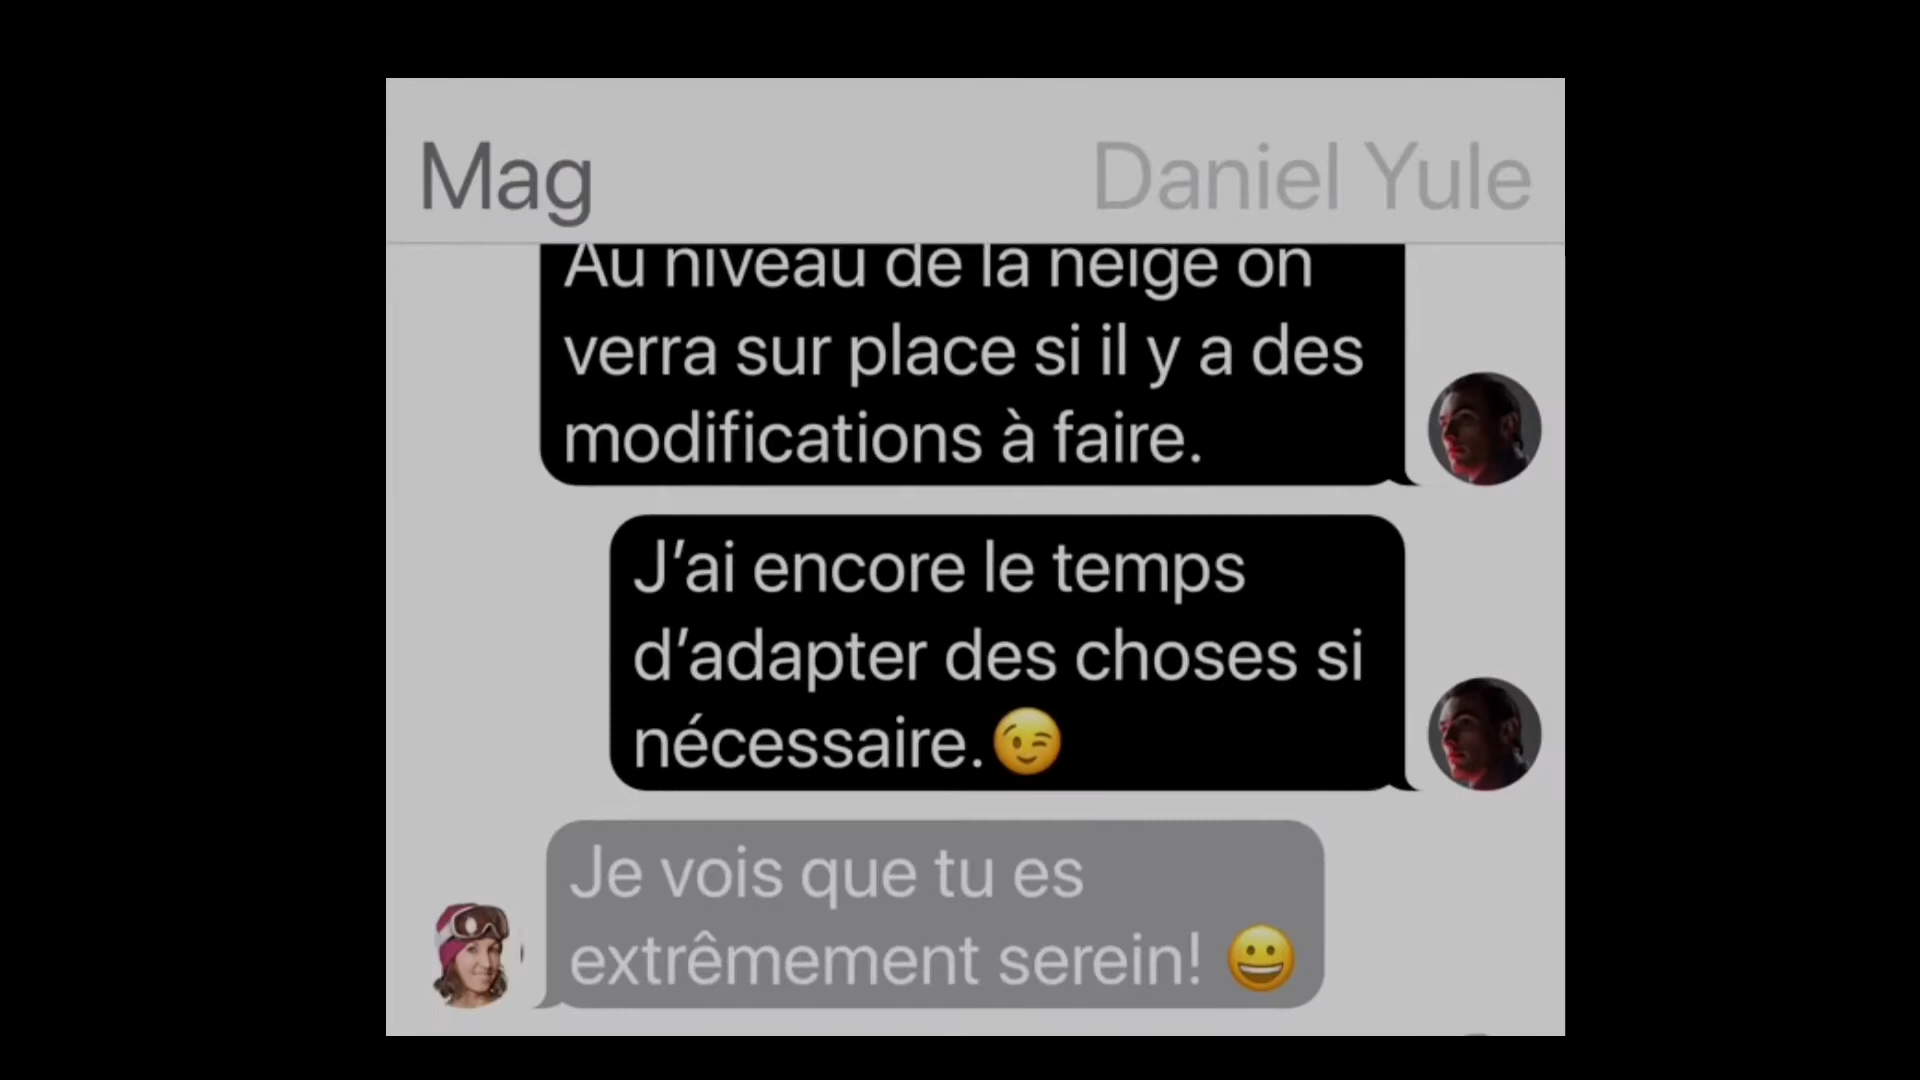 Mag
Daniel Yule
Au niveau de la neige on
verra sur place si il y a des
modifications à faire.
J’ai encore le temps
d’adapter des choses si
nécessaire.😉
Je vois que tu es
extrêmement serein! 😀